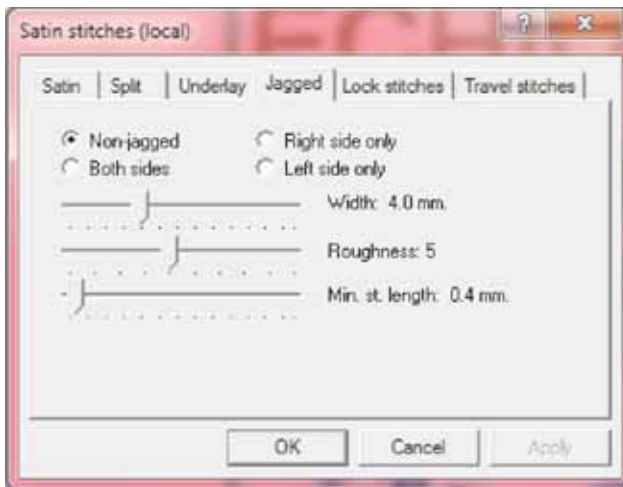 Satin stitches (local)
?
Satin Split Underlay Jagged Lock stitches Travel stitches
Non-jagged Right side only
Both sides Left side only
Width: 4.0 mm.
Roughness: 5
Min. st. length: 0.4 mm.
OK Cancel Apply